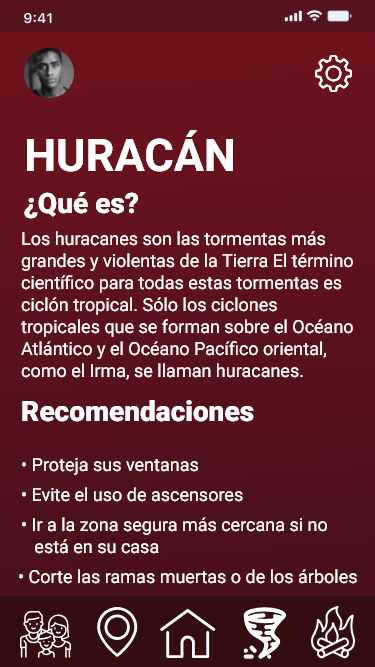 9:41
HURACÁN
¿Qué es?
Los huracanes son las tormentas más
grandes y violentas de la Tierra El término
científico para todas estas tormentas es
ciclón tropical. Sólo los ciclones
tropicales que se forman sobre el Océano
Atlántico y el Océano Pacífico oriental,
como el Irma, se llaman huracanes.
Recomendaciones
• Proteja sus ventanas
• Evite el uso de ascensores
• Ir a la zona segura más cercana si no
está en su casa
• Corte las ramas muertas o de los árboles